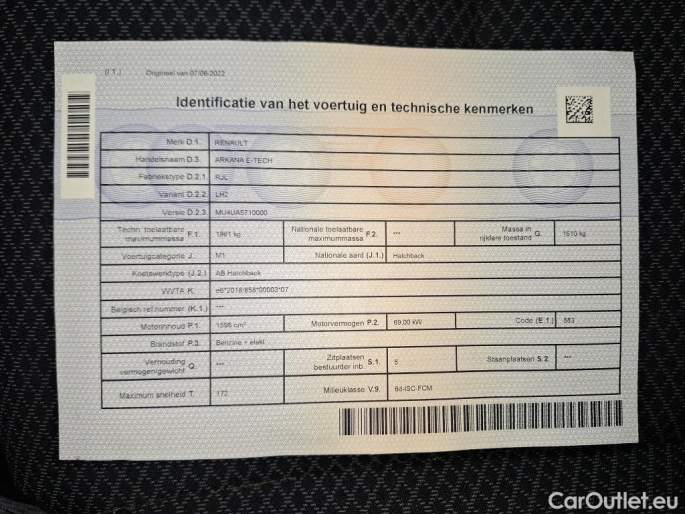 (I.1.) Origineel van 07/06/2022
Identificatie van het voertuig en technische kenmerken
Merk D.1. RENAULT
Handelsnaam D.3. ARKANA E-TECH
Fabriekstype D.2.1. RJL
Variant D.2.2. LH2
Versie D.2.3. MU4UA5710000
Techn. toelaatbare maximummassa F.1. 1961 kg Nationale toelaatbare maximummassa F.2. *** Massa in rijklare toestand G. 1510 kg
Voertuigcategorie J. M1 Nationale aard (J.1.) Hatchback
Koetswerktype (J.2.) AB Hatchback
WVTA K. e6*2018/858*00003*07
Belgisch ref.nummer (K.1.) ***
Motorinhoud P.1. 1598 cm³ Motorvermogen P.2. 69,00 kW Code (E.1.) 883
Brandstof P.3. Benzine + elekt
Verhouding vermogen/gewicht Q. *** Zitplaatsen bestuurder inb. S.1. 5 Staanplaatsen S.2. ***
Maximum snelheid T. 172 Milieuklasse V.9. 6d-ISC-FCM
CarOutlet.eu